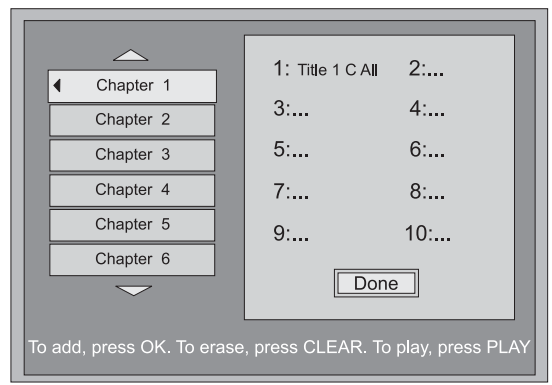 Chapter 1
Chapter 2
Chapter 3
Chapter 4
Chapter 5
Chapter 6
1: Title 1 C All 2:...
3:... 4:...
5:... 6:...
7:... 8:...
9:... 10:...
Done
To add, press OK. To erase, press CLEAR. To play, press PLAY